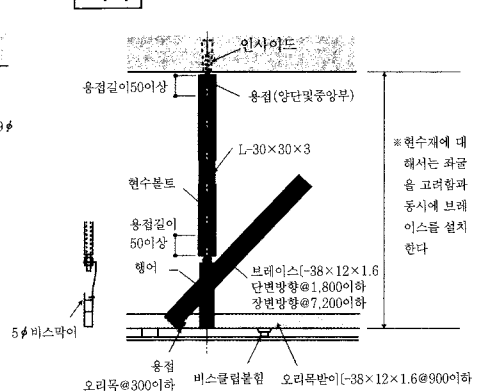 인사이드
용접길이50이상
용접(양단및중앙부)
9∮
L-30×30×3
※현수재에 대
해서는 좌굴
을 고려함과
동시에 브레
이스를 설치
한다
현수볼트
용접길이
50이상
행어
브레이스[-38×12×1.6
단변방향@1,800이하
장변방향@7,200이하
5∮비스막이
용접
오리목@300이하
비스클립붙힘
오리목받이[-38×12×1.6@900이하